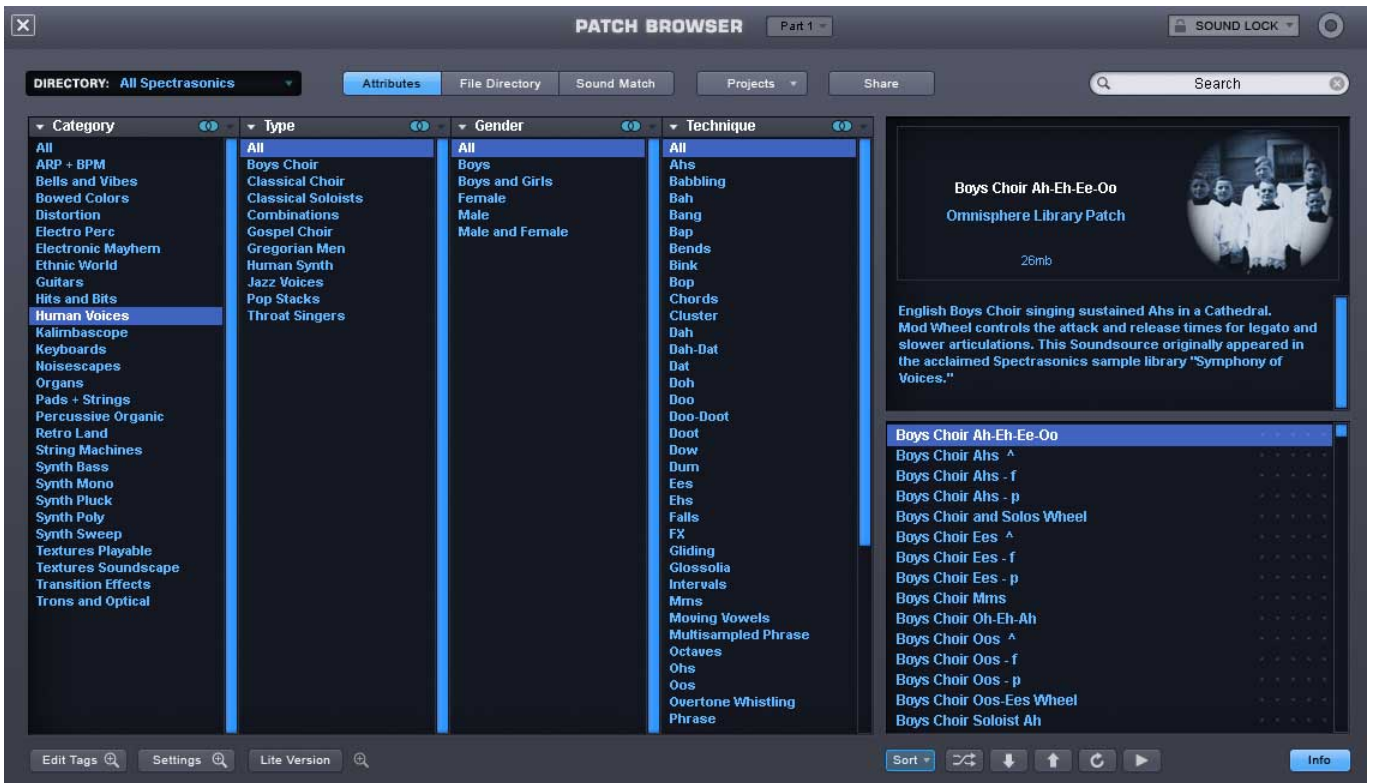 PATCH BROWSER
Part 1
SOUND LOCK
DIRECTORY: All Spectrasonics
Attributes
File Directory
Sound Match
Projects
Share
Search
Category
All
ARP + BPM
Bells and Vibes
Bowed Colors
Distortion
Electro Perc
Electronic Mayhem
Ethnic World
Guitars
Hits and Bits
Human Voices
Kalimbascope
Keyboards
Noisescapes
Organs
Pads + Strings
Percussive Organic
Retro Land
String Machines
Synth Bass
Synth Mono
Synth Pluck
Synth Poly
Synth Sweep
Textures Playable
Textures Soundscape
Transition Effects
Trons and Optical
Type
All
Boys Choir
Classical Choir
Classical Soloists
Combinations
Gospel Choir
Gregorian Men
Human Synth
Jazz Voices
Pop Stacks
Throat Singers
Gender
All
Boys
Boys and Girls
Female
Male
Male and Female
Technique
All
Ahs
Babbling
Bah
Bang
Bap
Bends
Bink
Bop
Chords
Cluster
Dah
Dah-Dat
Dat
Doh
Doo
Doo-Doot
Doot
Dow
Dum
Ees
Ehs
Falls
FX
Gliding
Glossolia
Intervals
Mms
Moving Vowels
Multisampled Phrase
Octaves
Ohs
Oos
Overtone Whistling
Phrase
Boys Choir Ah-Eh-Ee-Oo
Omnisphere Library Patch
26mb
English Boys Choir singing sustained Ahs in a Cathedral.
Mod Wheel controls the attack and release times for legato and
slower articulations. This Soundsource originally appeared in
the acclaimed Spectrasonics sample library "Symphony of
Voices."
Boys Choir Ah-Eh-Ee-Oo
Boys Choir Ahs ^
Boys Choir Ahs - f
Boys Choir Ahs - p
Boys Choir and Solos Wheel
Boys Choir Ees ^
Boys Choir Ees - f
Boys Choir Ees - p
Boys Choir Mms
Boys Choir Oh-Eh-Ah
Boys Choir Oos ^
Boys Choir Oos - f
Boys Choir Oos - p
Boys Choir Oos-Ees Wheel
Boys Choir Soloist Ah
Edit Tags
Settings
Lite Version
Sort
Info